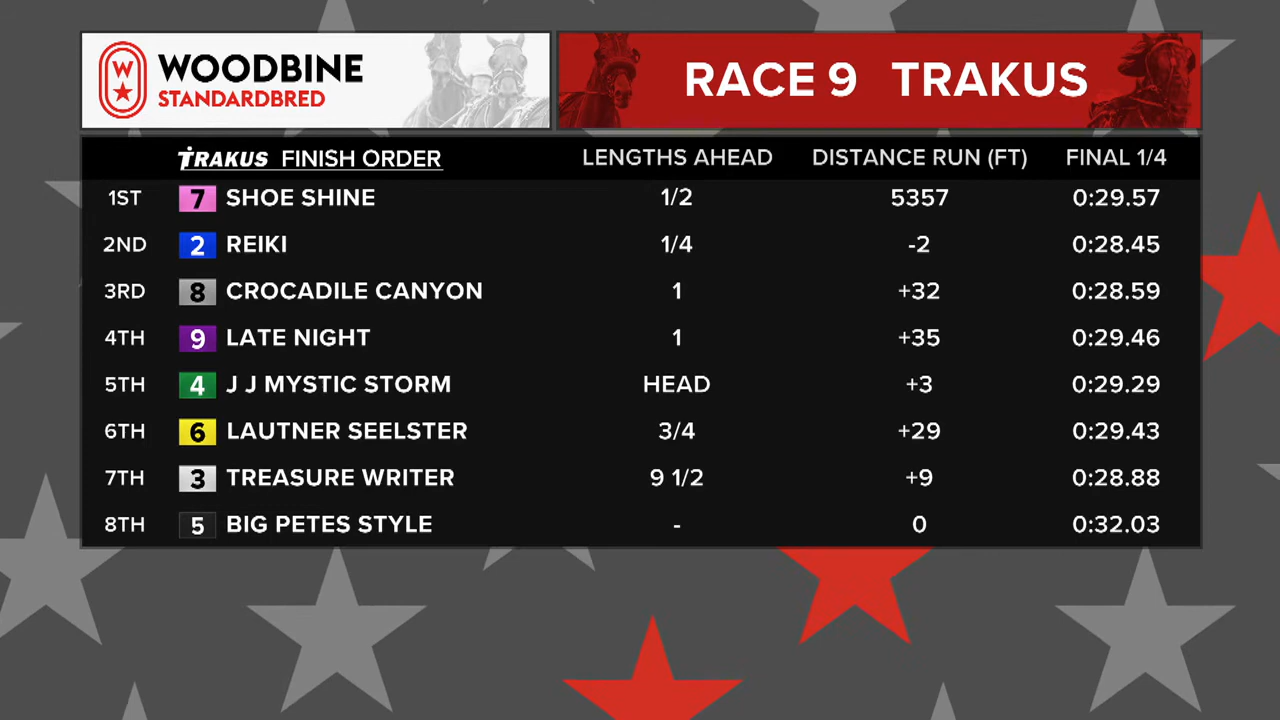 W
WOODBINE
STANDARDBRED
RACE 9 TRAKUS
TRAKUS FINISH ORDER LENGTHS AHEAD DISTANCE RUN (FT) FINAL 1/4
1ST 7 SHOE SHINE 1/2 5357 0:29.57
2ND 2 REIKI 1/4 -2 0:28.45
3RD 8 CROCADILE CANYON 1 +32 0:28.59
4TH 9 LATE NIGHT 1 +35 0:29.46
5TH 4 J J MYSTIC STORM HEAD +3 0:29.29
6TH 6 LAUTNER SEELSTER 3/4 +29 0:29.43
7TH 3 TREASURE WRITER 9 1/2 +9 0:28.88
8TH 5 BIG PETES STYLE - 0 0:32.03